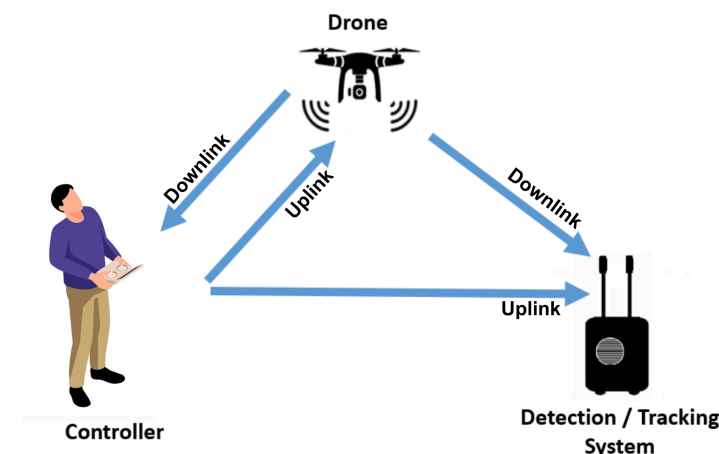 Drone
Downlink
Uplink
Downlink
Uplink
Controller
Detection / Tracking
System